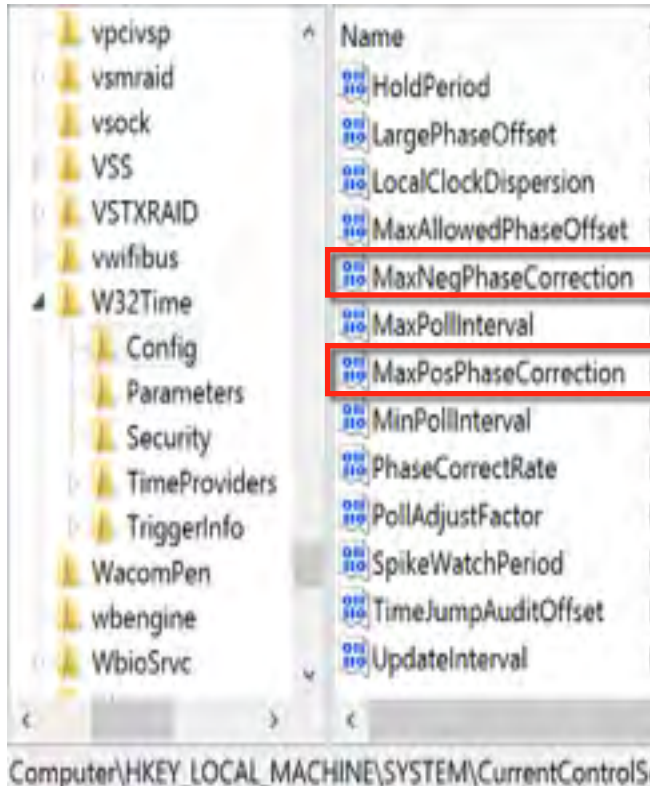 vpcivsp
vsmraid
vsock
VSS
VSTXRAID
vwifibus
W32Time
Config
Parameters
Security
TimeProviders
TriggerInfo
WacomPen
wbengine
WbioSrvc
Name
HoldPeriod
LargePhaseOffset
LocalClockDispersion
MaxAllowedPhaseOffset
MaxNegPhaseCorrection
MaxPollInterval
MaxPosPhaseCorrection
MinPollInterval
PhaseCorrectRate
PollAdjustFactor
SpikeWatchPeriod
TimeJumpAuditOffset
UpdateInterval
Computer\HKEY_LOCAL_MACHINE\SYSTEM\CurrentControlS